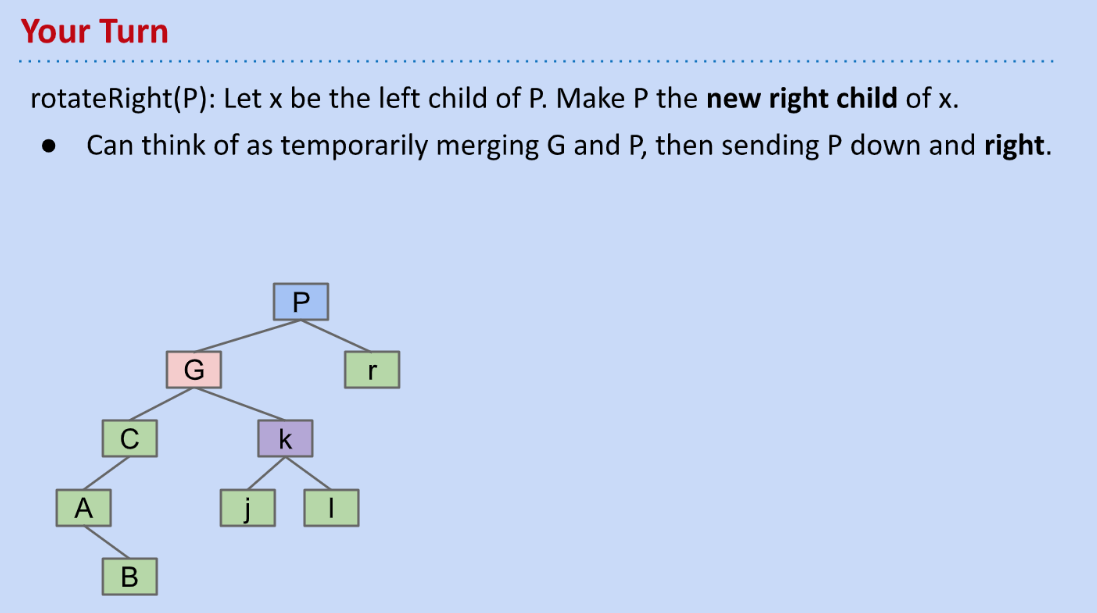 Your Turn
rotateRight(P): Let x be the left child of P. Make P the new right child of x.
● Can think of as temporarily merging G and P, then sending P down and right.
P
G r
C k
A j l
B